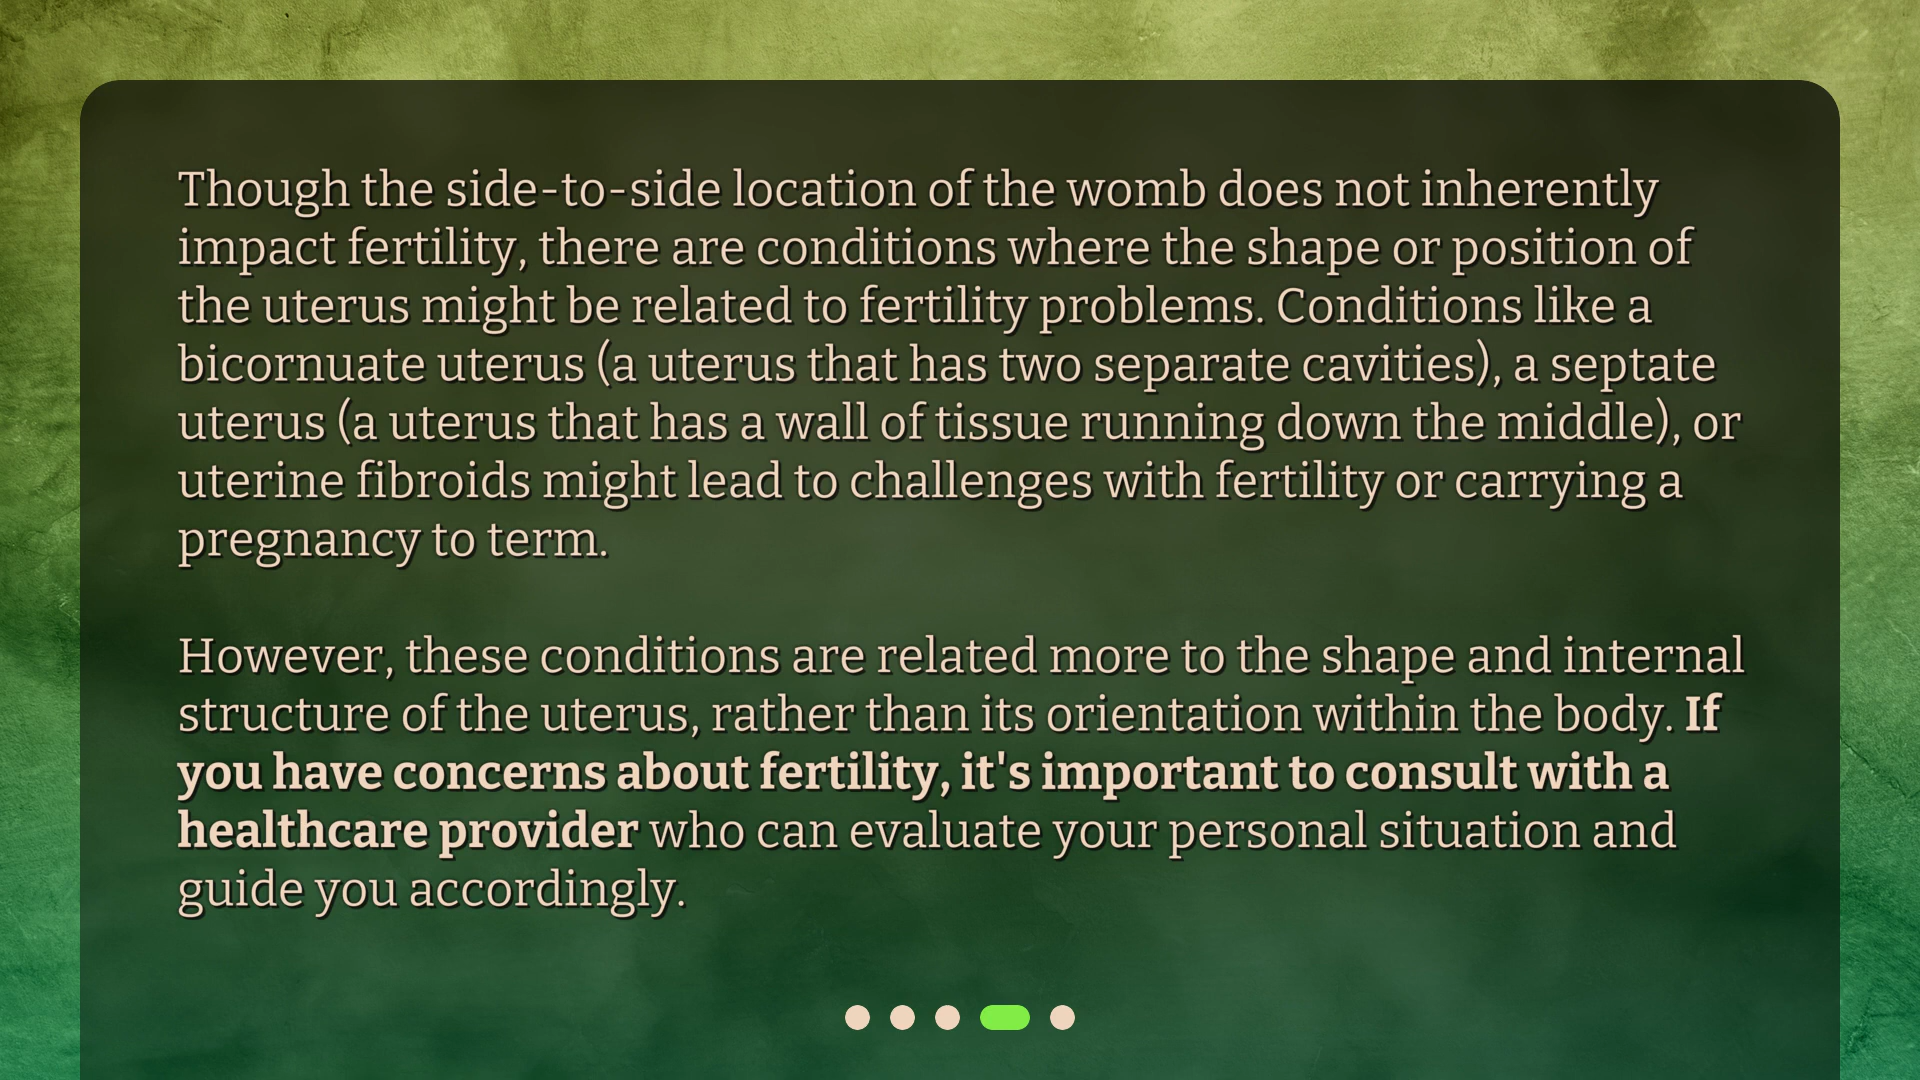 Though the side-to-side location of the womb does not inherently
impact fertility, there are conditions where the shape or position of
the uterus might be related to fertility problems. Conditions like a
bicornuate uterus (a uterus that has two separate cavities), a septate
uterus (a uterus that has a wall of tissue running down the middle), or
uterine fibroids might lead to challenges with fertility or carrying a
pregnancy to term.
However, these conditions are related more to the shape and internal
structure of the uterus, rather than its orientation within the body. If
you have concerns about fertility, it's important to consult with a
healthcare provider who can evaluate your personal situation and
guide you accordingly.